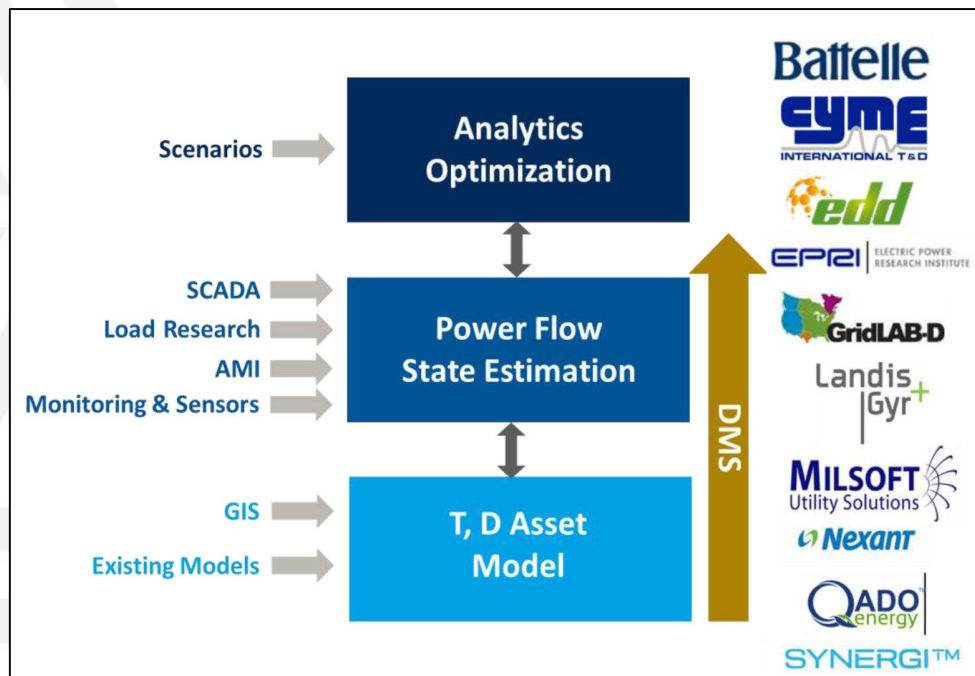 Scenarios
Analytics
Optimization
SCADA
Load Research
AMI
Monitoring & Sensors
Power Flow
State Estimation
GIS
Existing Models
T, D Asset
Model
DMS
Battelle
CYME
INTERNATIONAL T&D
edd
EPRI
ELECTRIC POWER
RESEARCH INSTITUTE
GridLAB-D
Landis
Gyr+
MILSOFT
Utility Solutions
Nexant
QADO
energy
SYNERGI™